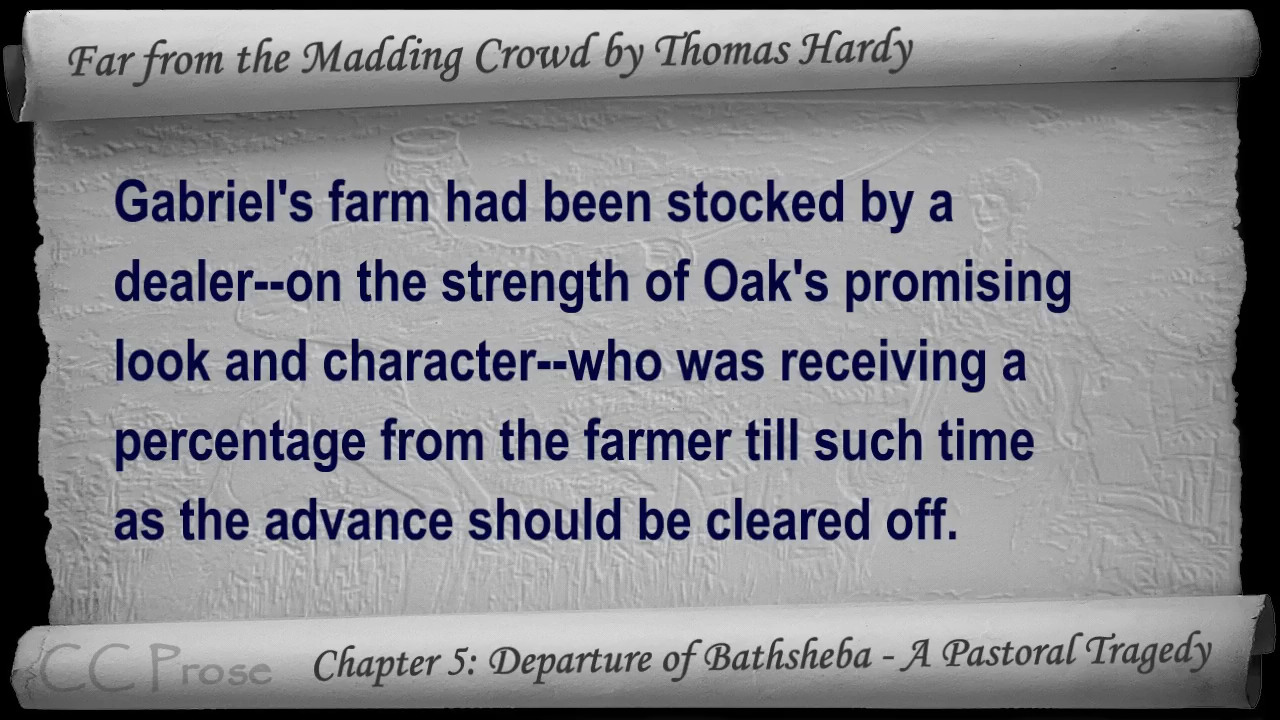 Far from the Madding Crowd by Thomas Hardy
Gabriel's farm had been stocked by a
dealer--on the strength of Oak's promising
look and character--who was receiving a
percentage from the farmer till such time
as the advance should be cleared off.
CC Prose
Chapter 5: Departure of Bathsheba - A Pastoral Tragedy